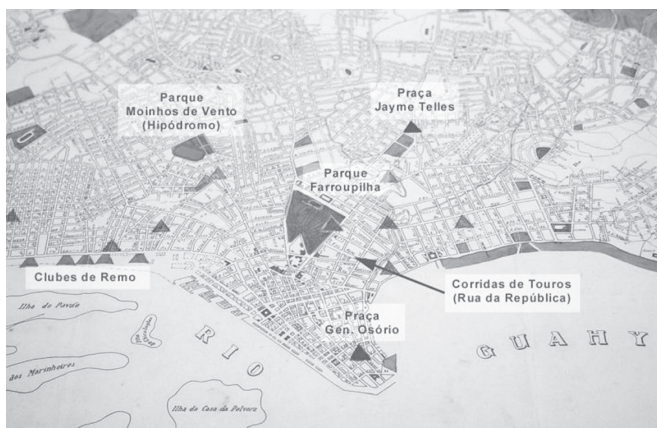 Parque
Moinhos de Vento
(Hipódromo)
Praça
Jayme Telles
Parque
Farroupilha
Clubes de Remo
Corridas de Touros
(Rua da República)
Praça
Gen. Osório
Ilha do Pavão
RIO
GUAHY
dos Marinheiros
Ilha da Casa da Polvora